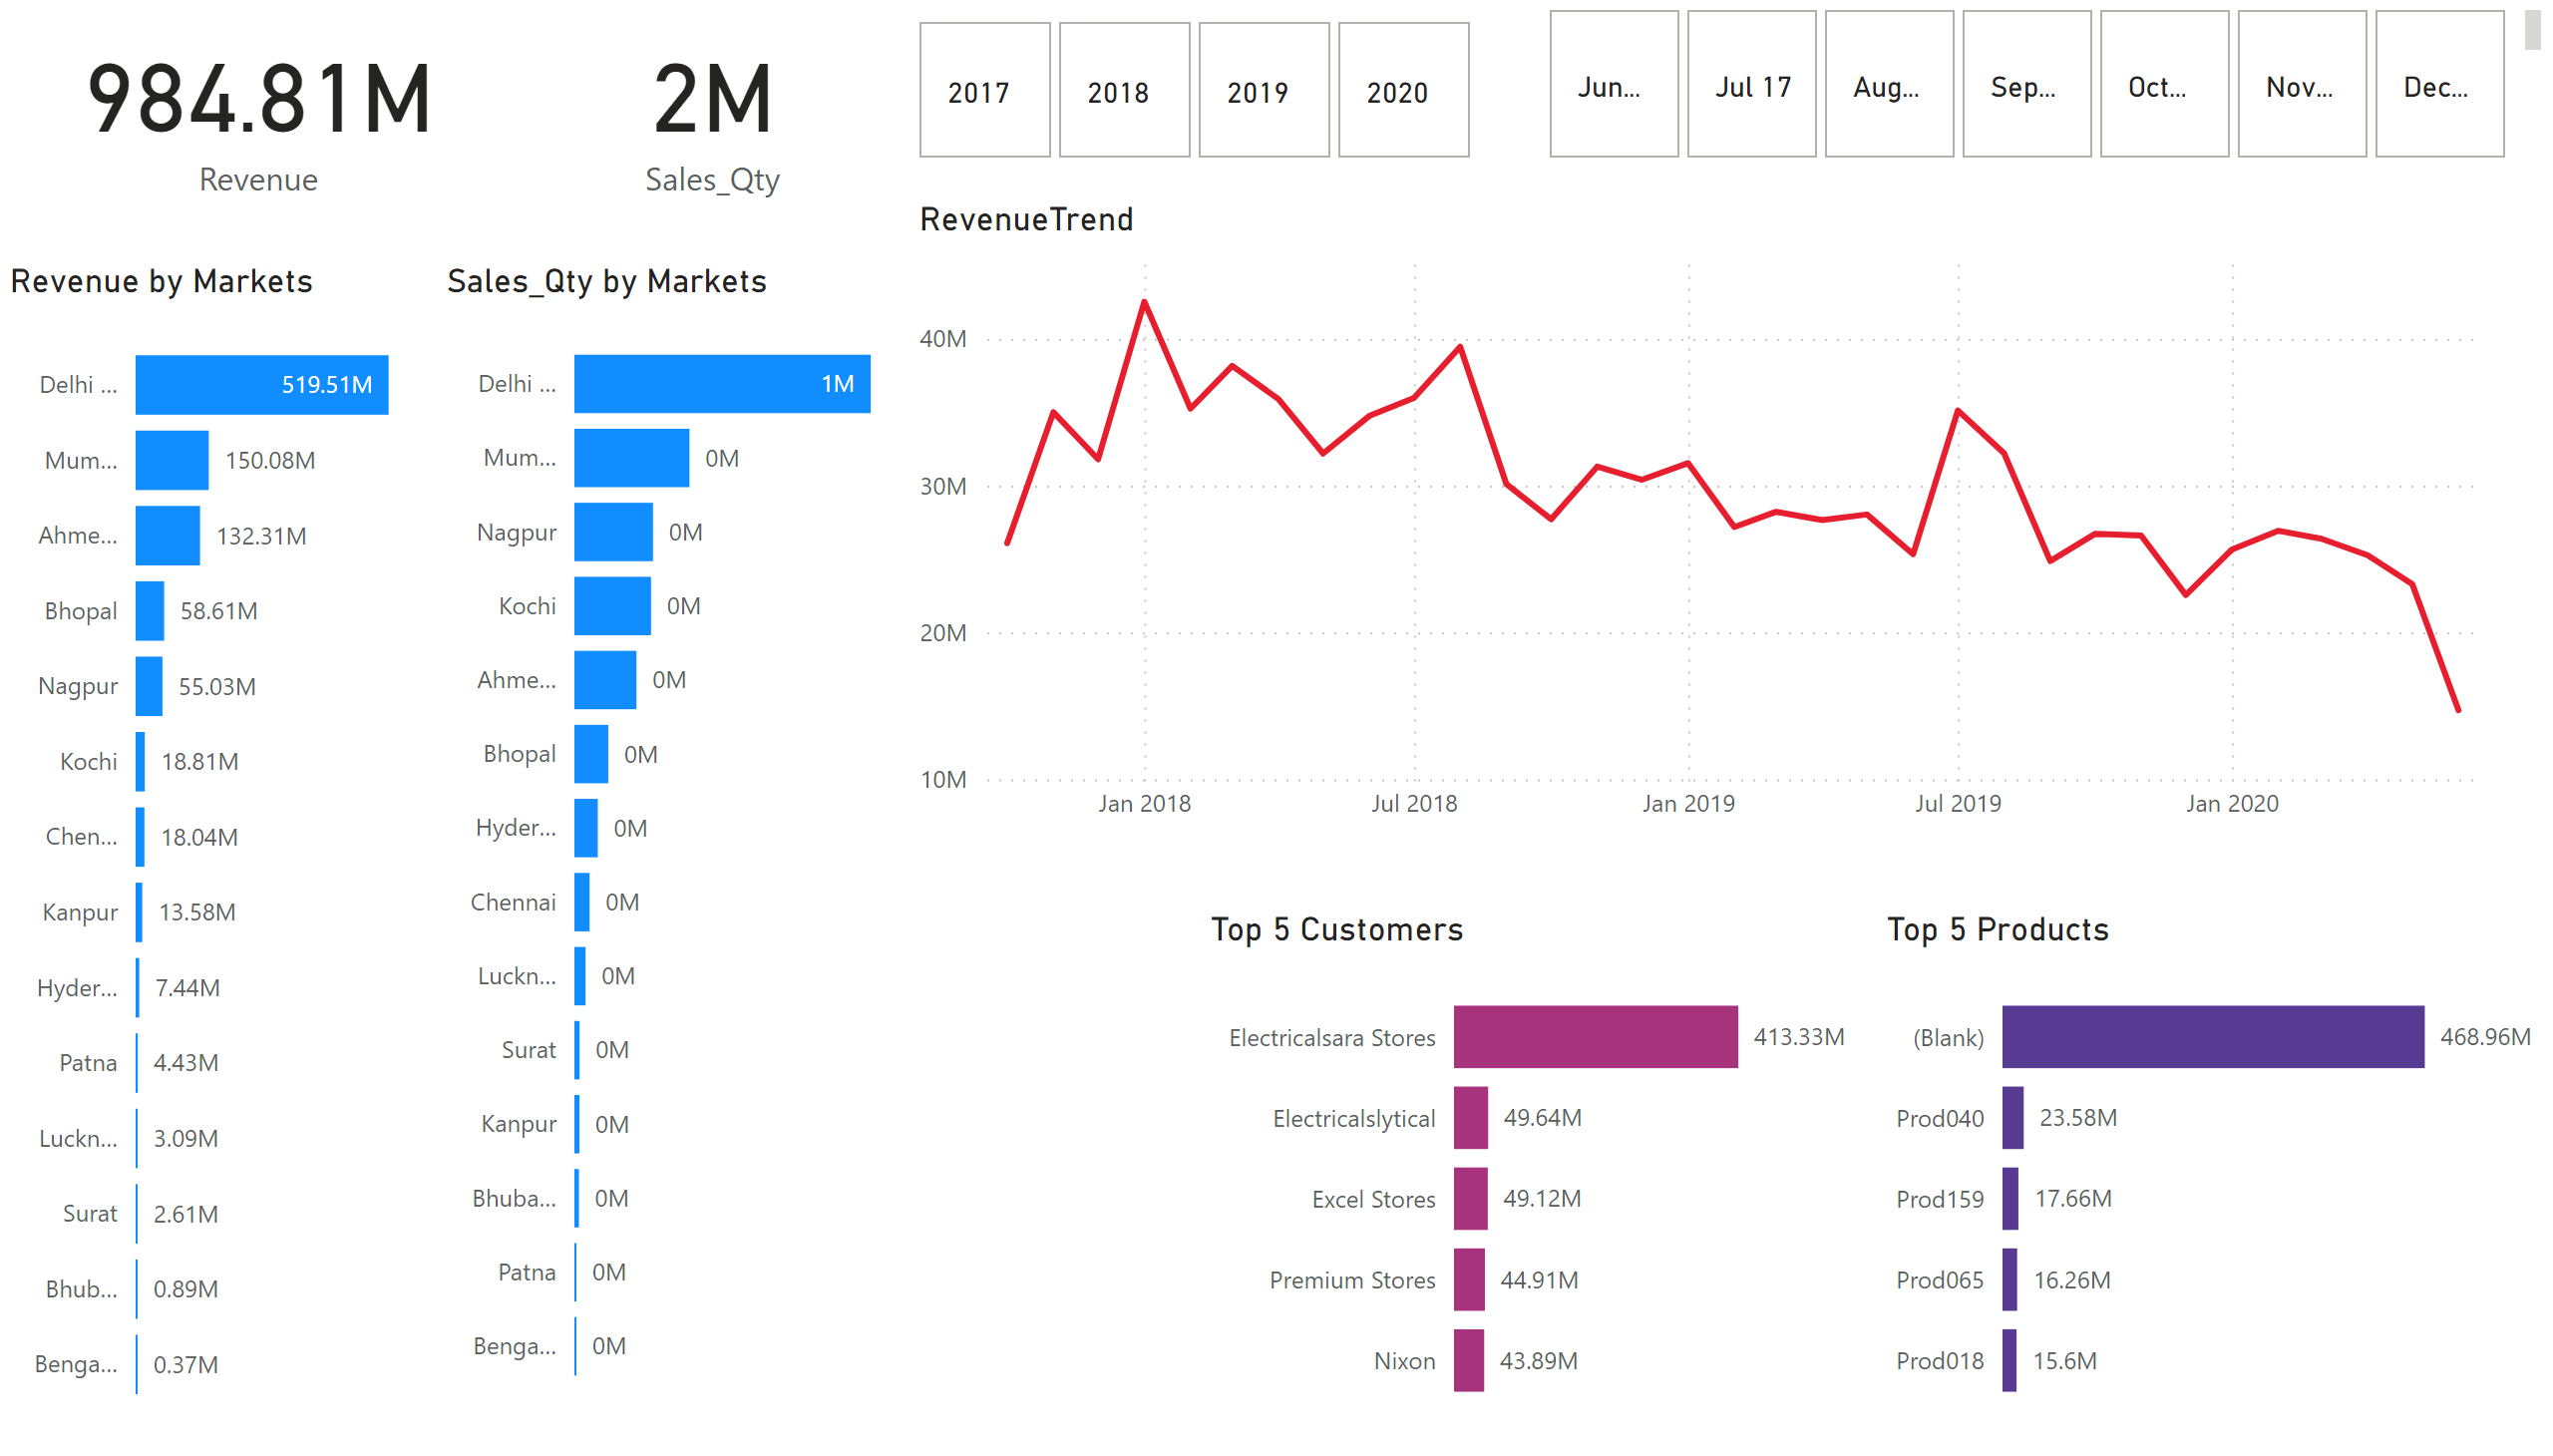 984.81M
Revenue
2M
Sales_Qty
2017
2018
2019
2020
Jun...
Jul 17
Aug...
Sep...
Oct...
Nov...
Dec...
Revenue by Markets
Delhi ...
519.51M
Mum...
150.08M
Ahme...
132.31M
Bhopal
58.61M
Nagpur
55.03M
Kochi
18.81M
Chen...
18.04M
Kanpur
13.58M
Hyder...
7.44M
Patna
4.43M
Luckn...
3.09M
Surat
2.61M
Bhub...
0.89M
Benga...
0.37M
Sales_Qty by Markets
Delhi ...
1M
Mum...
0M
Nagpur
0M
Kochi
0M
Ahme...
0M
Bhopal
0M
Hyder...
0M
Chennai
0M
Luckn...
0M
Surat
0M
Kanpur
0M
Bhuba...
0M
Patna
0M
Benga...
0M
RevenueTrend
40M
30M
20M
10M
Jan 2018
Jul 2018
Jan 2019
Jul 2019
Jan 2020
Top 5 Customers
Electricalsara Stores
413.33M
Electricalslytical
49.64M
Excel Stores
49.12M
Premium Stores
44.91M
Nixon
43.89M
Top 5 Products
(Blank)
468.96M
Prod040
23.58M
Prod159
17.66M
Prod065
16.26M
Prod018
15.6M